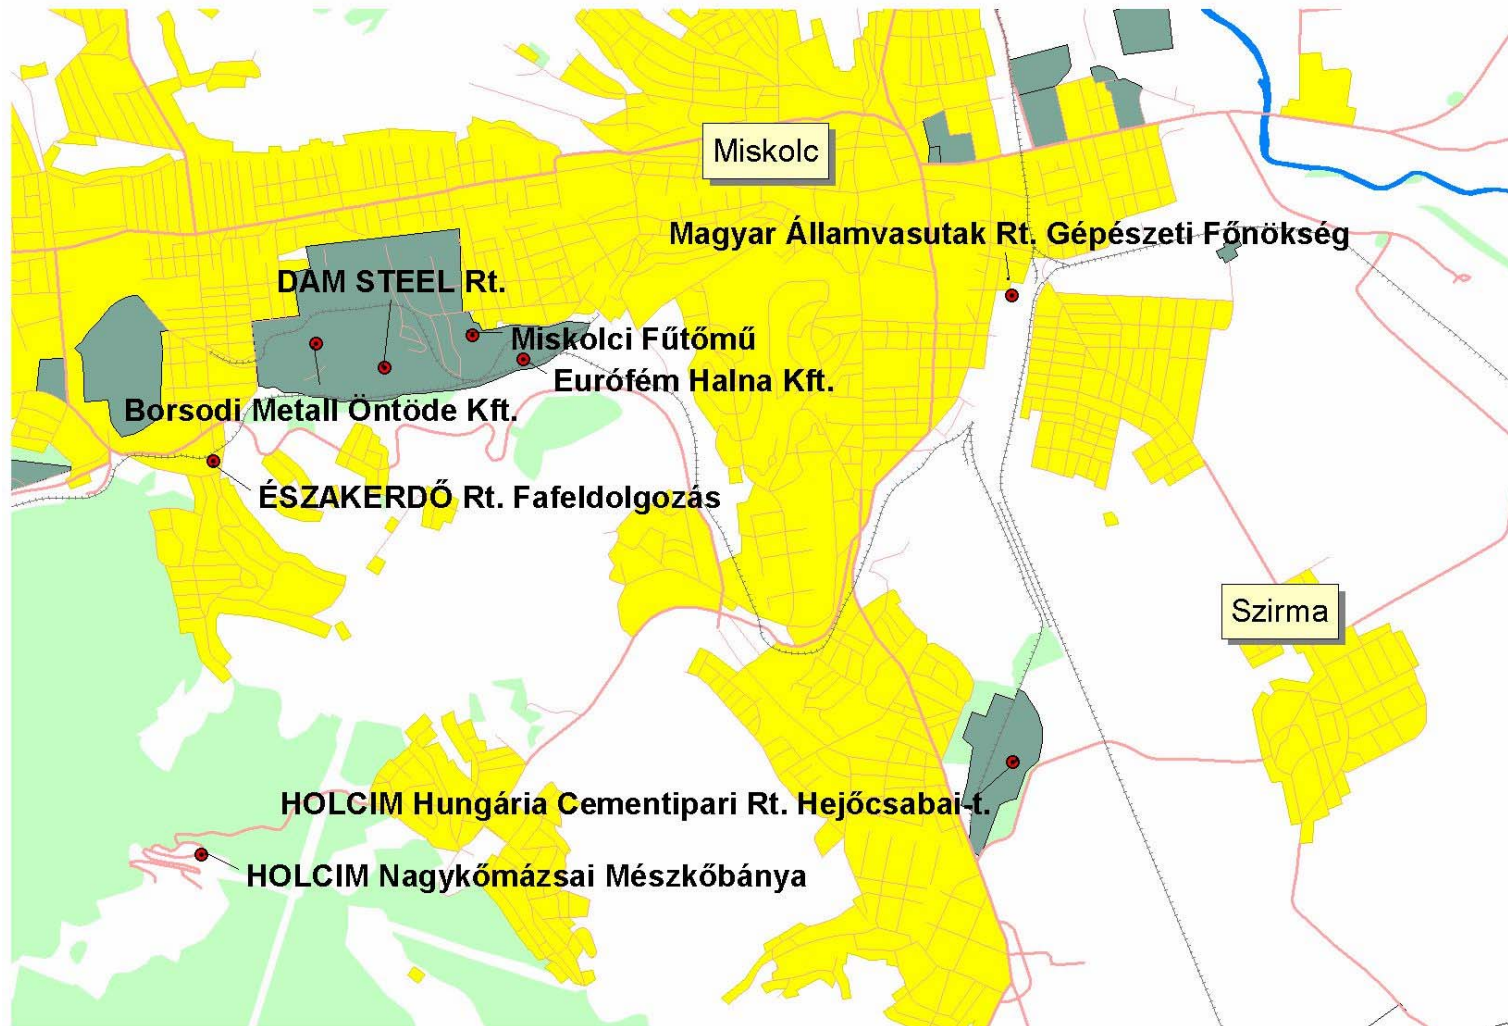 Miskolc
Magyar Államvasutak Rt. Gépészeti Főnökség
DAM STEEL Rt.
Miskolci Fűtőmű
Eurófém Halna Kft.
Borsodi Metall Öntöde Kft.
ÉSZAKERDŐ Rt. Fafeldolgozás
Szirma
HOLCIM Hungária Cementipari Rt. Hejőcsabai-t.
HOLCIM Nagykőmázsai Mészkőbánya